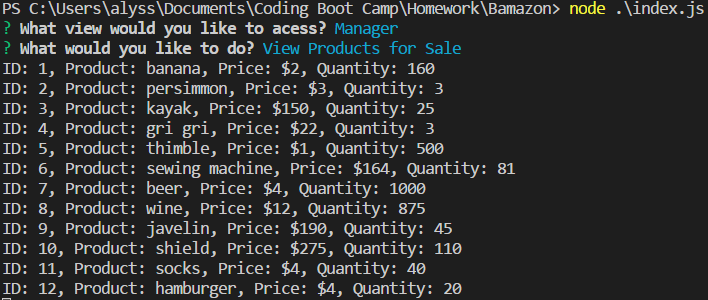 PS C:\Users\alyss\Documents\Coding Boot Camp\Homework\Bamazon> node .\index.js
? What view would you like to acess? Manager
? What would you like to do? View Products for Sale
ID: 1, Product: banana, Price: $2, Quantity: 160
ID: 2, Product: persimmon, Price: $3, Quantity: 3
ID: 3, Product: kayak, Price: $150, Quantity: 25
ID: 4, Product: gri gri, Price: $22, Quantity: 3
ID: 5, Product: thimble, Price: $1, Quantity: 500
ID: 6, Product: sewing machine, Price: $164, Quantity: 81
ID: 7, Product: beer, Price: $4, Quantity: 1000
ID: 8, Product: wine, Price: $12, Quantity: 875
ID: 9, Product: javelin, Price: $190, Quantity: 45
ID: 10, Product: shield, Price: $275, Quantity: 110
ID: 11, Product: socks, Price: $4, Quantity: 40
ID: 12, Product: hamburger, Price: $4, Quantity: 20